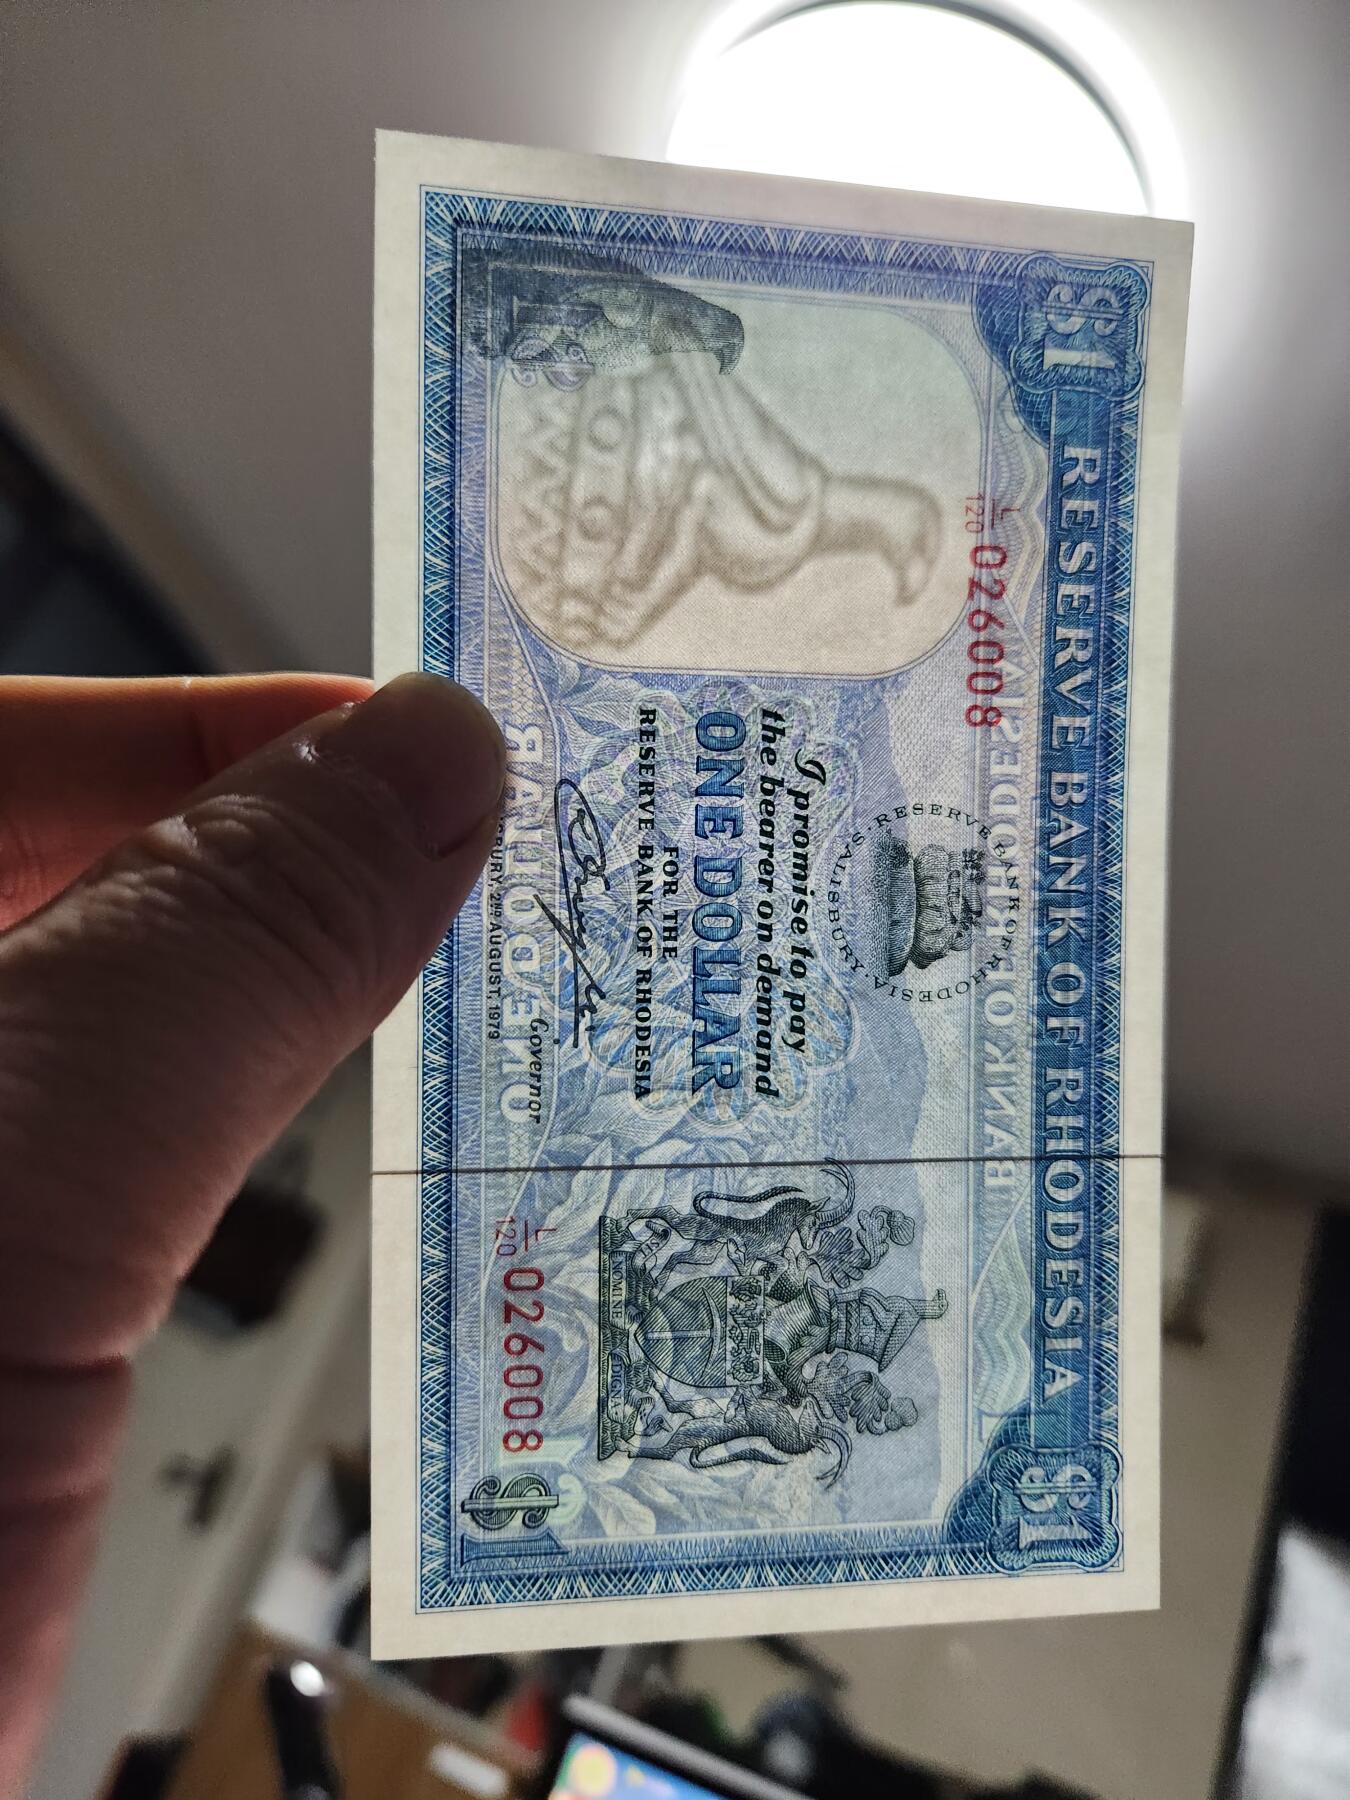 $1 RESERVE BANK OF RHODESIA $1
L/120 026008
RESERVE BANK OF RHODESIA
SALISBURY
I promise to pay
the bearer on demand
ONE DOLLAR
FOR THE
RESERVE BANK OF RHODESIA
Governor
2ND AUGUST, 1979
L/120 026008
$1